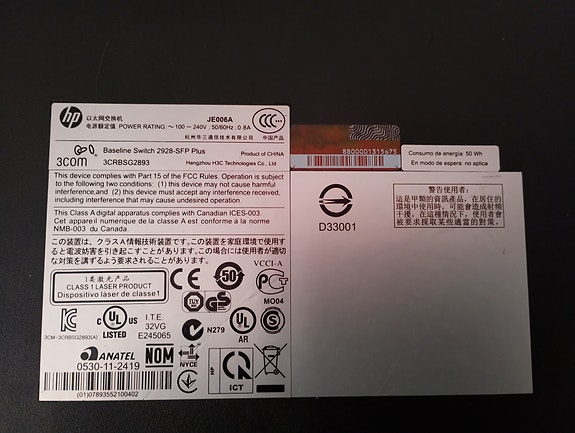 hp
以太网交换机
JE006A
电源额定值 POWER RATING: ～100－240V; 50/60Hz; 0.8A
杭州华三通信技术有限公司
中国产品
CCC
3COM
Baseline Switch 2928-SFP Plus
Product of CHINA
3CRBSG2893
Hangzhou H3C Technologies Co., Ltd.
This device complies with Part 15 of the FCC Rules. Operation is subject
to the following two conditions: (1) this device may not cause harmful
interference,and (2) this device must accept interference received,
including interference that may cause undesired operation.
This Class A digital apparatus complies with Canadian ICES-003.
Cet appareil numérique de la classe A est conforme à la norme
NMB-003 du Canada.
この装置は、クラスＡ情報技術装置です。この装置を家庭環境で使用す
ると電波妨害を引き起こすことがあります。この場合には使用者が適切
な対策を講ずるよう要求されることがあります。
VCCI-A
1类激光产品
CLASS 1 LASER PRODUCT
Dispositivo láser de clase1
CE
50
TUV
GS
PCT
MO04
3CM-3CRBSG2893(A)
c UL US
LISTED
I.T.E.
32VG
E245065
N279
UL
AR
S
ANATEL
0530-11-2419
NOM
NYCE
HP
ICT
(01)07893552100402
8800001315675
Consumo de energía: 50 Wh
En modo de espera: no aplica
D33001
警告使用者:
這是甲類的資訊產品，在居住的
環境中使用時，可能會造成射頻
干擾，在這種情況下，使用者會
被要求採取某些適當的對策。